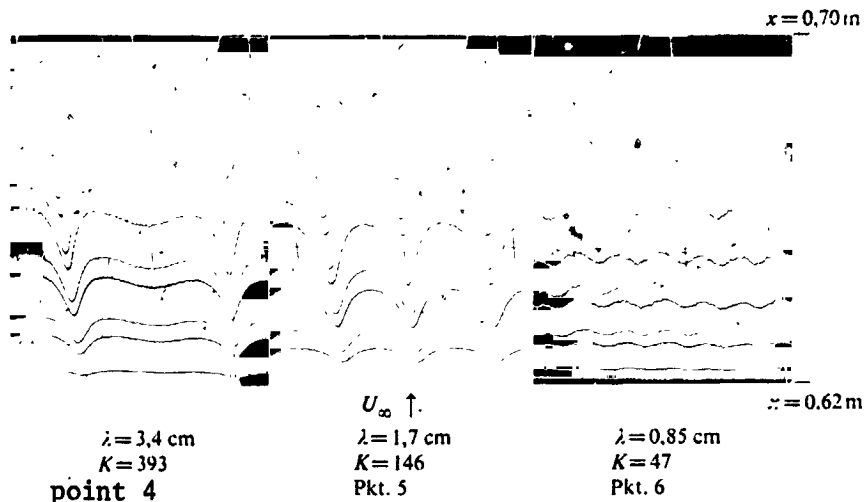 x = 0,70 m
x = 0.62 m
U∞ ↑.
λ = 3,4 cm
λ = 1,7 cm
λ = 0,85 cm
K = 393
K = 146
K = 47
point 4
Pkt. 5
Pkt. 6